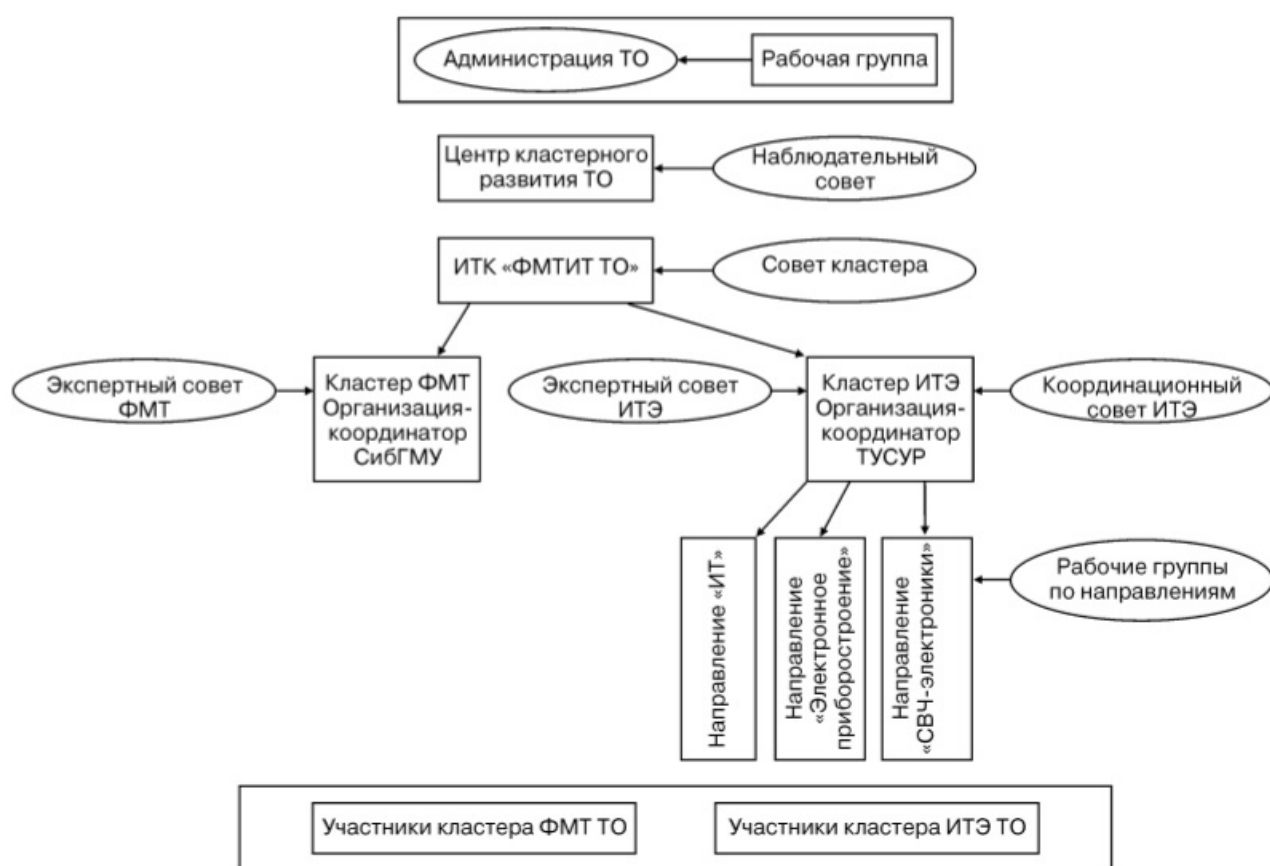 Администрация ТО
Рабочая группа
Центр кластерного
развития ТО
Наблюдательный
совет
ИТК «ФМТИТ ТО»
Совет кластера
Экспертный совет
ФМТ
Кластер ФМТ
Организация-
координатор
СибГМУ
Экспертный совет
ИТЭ
Кластер ИТЭ
Организация-
координатор
ТУСУР
Координационный
совет ИТЭ
Направление «ИТ»
Направление
«Электронное
приборостроение»
Направление
«СВЧ-электроники»
Рабочие группы
по направлениям
Участники кластера ФМТ ТО
Участники кластера ИТЭ ТО